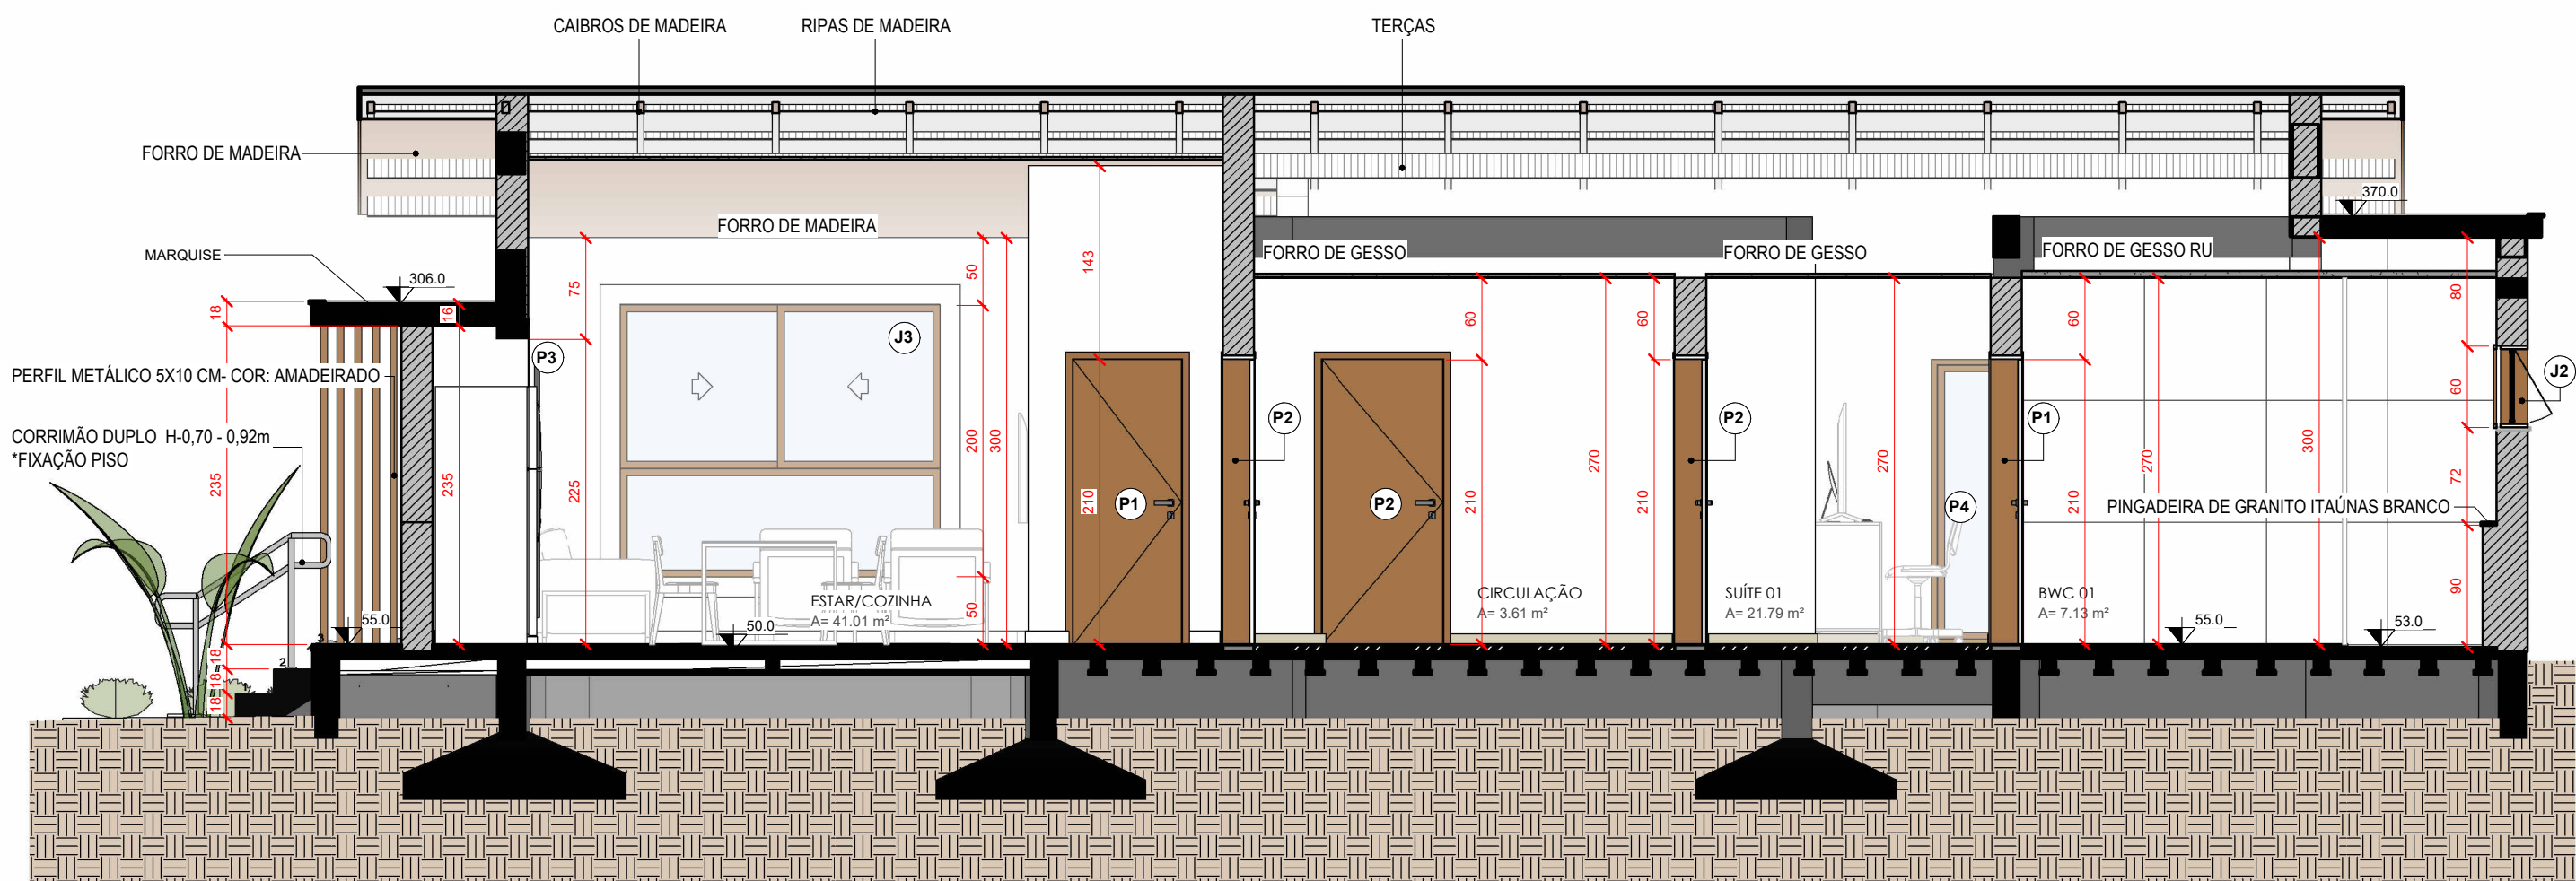 CAIBROS DE MADEIRA
RIPAS DE MADEIRA
TERÇAS
FORRO DE MADEIRA
370.0
FORRO DE MADEIRA
MARQUISE
FORRO DE GESSO
FORRO DE GESSO
FORRO DE GESSO RU
306.0
18
16
75
50
143
60
60
60
80
P3
J3
J2
PERFIL METÁLICO 5X10 CM- COR: AMADEIRADO
CORRIMÃO DUPLO H-0,70 - 0,92m
*FIXAÇÃO PISO
235
235
225
200
300
210
P1
P2
P2
210
270
210
P2
270
P4
P1
210
270
300
60
72
PINGADEIRA DE GRANITO ITAÚNAS BRANCO
90
50
ESTAR/COZINHA
A= 41.01 m²
CIRCULAÇÃO
A= 3.61 m²
SUÍTE 01
A= 21.79 m²
BWC 01
A= 7.13 m²
55.0
50.0
55.0
53.0
3
2
18
18
18